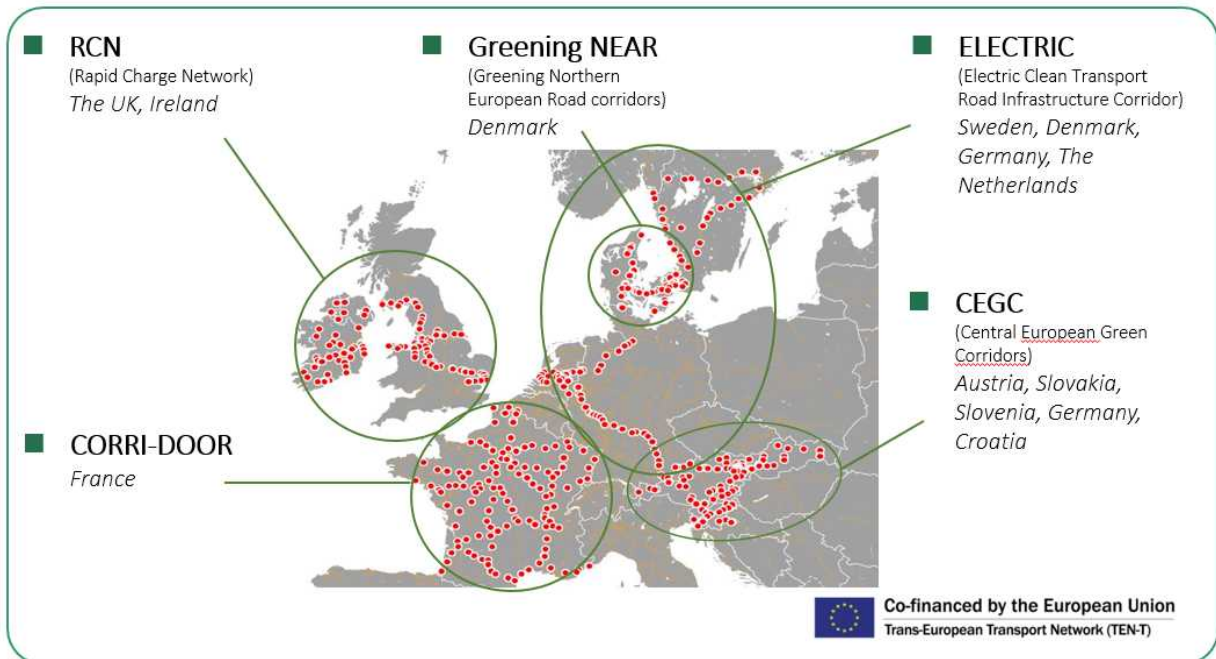 RCN
(Rapid Charge Network)
The UK, Ireland
Greening NEAR
(Greening Northern
European Road corridors)
Denmark
ELECTRIC
(Electric Clean Transport
Road Infrastructure Corridor)
Sweden, Denmark,
Germany, The
Netherlands
CEGC
(Central European Green
Corridors)
Austria, Slovakia,
Slovenia, Germany,
Croatia
CORRI-DOOR
France
Co-financed by the European Union
Trans-European Transport Network (TEN-T)